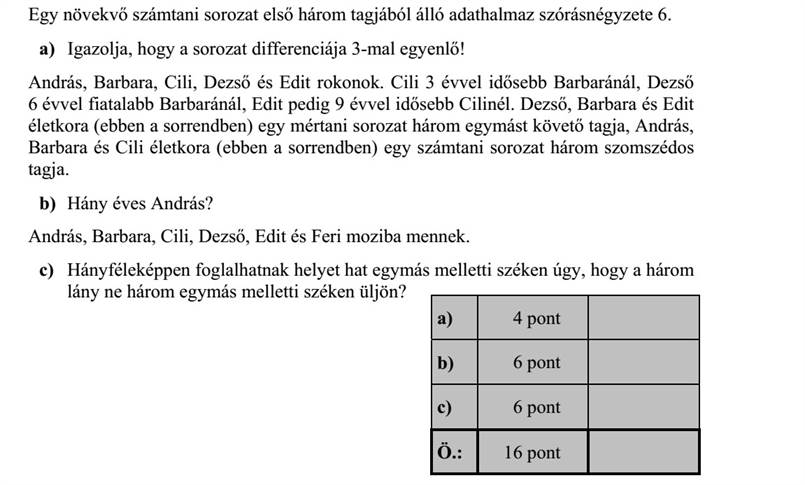 Egy növekvő számtani sorozat első három tagjából álló adathalmaz szórásnégyzete 6.
a) Igazolja, hogy a sorozat differenciája 3-mal egyenlő!
András, Barbara, Cili, Dezső és Edit rokonok. Cili 3 évvel idősebb Barbaránál, Dezső
6 évvel fiatalabb Barbaránál, Edit pedig 9 évvel idősebb Cilinél. Dezső, Barbara és Edit
életkora (ebben a sorrendben) egy mértani sorozat három egymást követő tagja, András,
Barbara és Cili életkora (ebben a sorrendben) egy számtani sorozat három szomszédos
tagja.
b) Hány éves András?
András, Barbara, Cili, Dezső, Edit és Feri moziba mennek.
c) Hányféleképpen foglalhatnak helyet hat egymás melletti széken úgy, hogy a három
lány ne három egymás melletti széken üljön?
a) 4 pont
b) 6 pont
c) 6 pont
Ö.: 16 pont